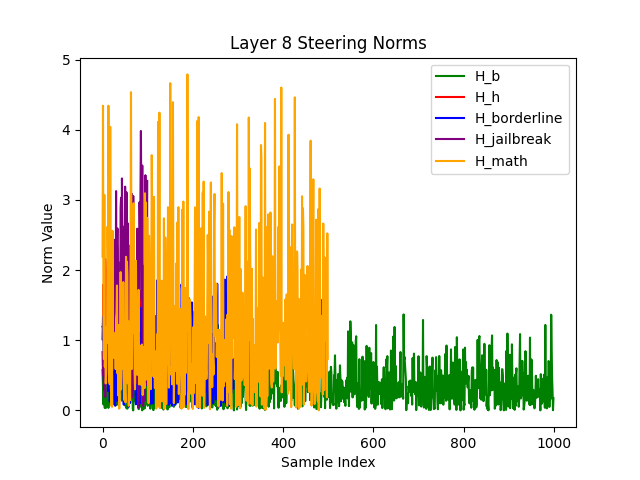 Layer 8 Steering Norms
5
4
3
2
1
0
Norm Value
H_b
H_h
H_borderline
H_jailbreak
H_math
0
200
400
600
800
1000
Sample Index